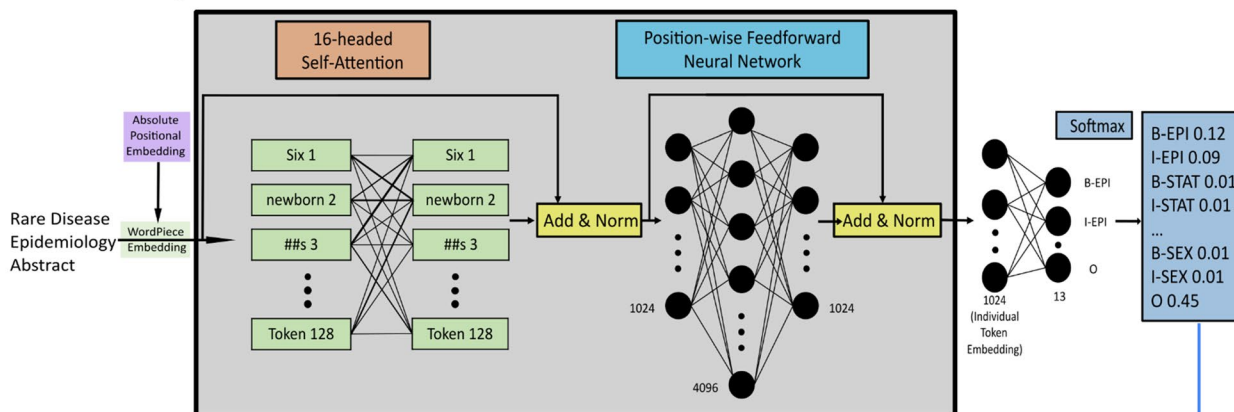 16-headed
Self-Attention
Position-wise Feedforward
Neural Network
Absolute
Positional
Embedding
Rare Disease
Epidemiology
Abstract
WordPiece
Embedding
Six 1
newborn 2
##s 3
Token 128
Six 1
newborn 2
##s 3
Token 128
Add & Norm
1024
4096
1024
Add & Norm
1024
(Individual
Token
Embedding)
B-EPI
I-EPI
O
13
Softmax
B-EPI 0.12
I-EPI 0.09
B-STAT 0.01
I-STAT 0.01
...
B-SEX 0.01
I-SEX 0.01
O 0.45